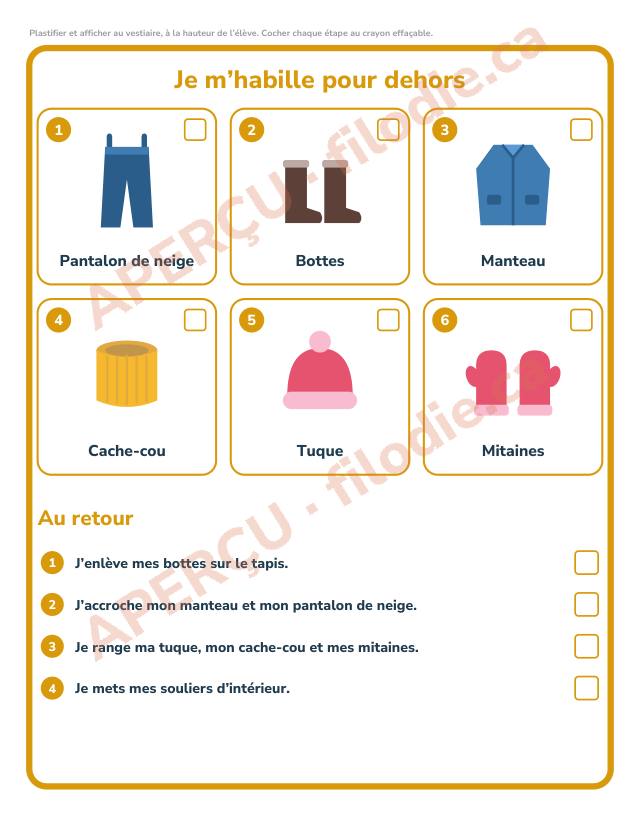 Plastifier et afficher au vestiaire, à la hauteur de l’élève. Cocher chaque étape au crayon effaçable.
Je m’habille pour dehors
1
2
3
Pantalon de neige
Bottes
Manteau
4
5
6
Cache-cou
Tuque
Mitaines
APERÇU · filodie.ca
Au retour
1 J’enlève mes bottes sur le tapis.
2 J’accroche mon manteau et mon pantalon de neige.
3 Je range ma tuque, mon cache-cou et mes mitaines.
4 Je mets mes souliers d’intérieur.
APERÇU · filodie.ca